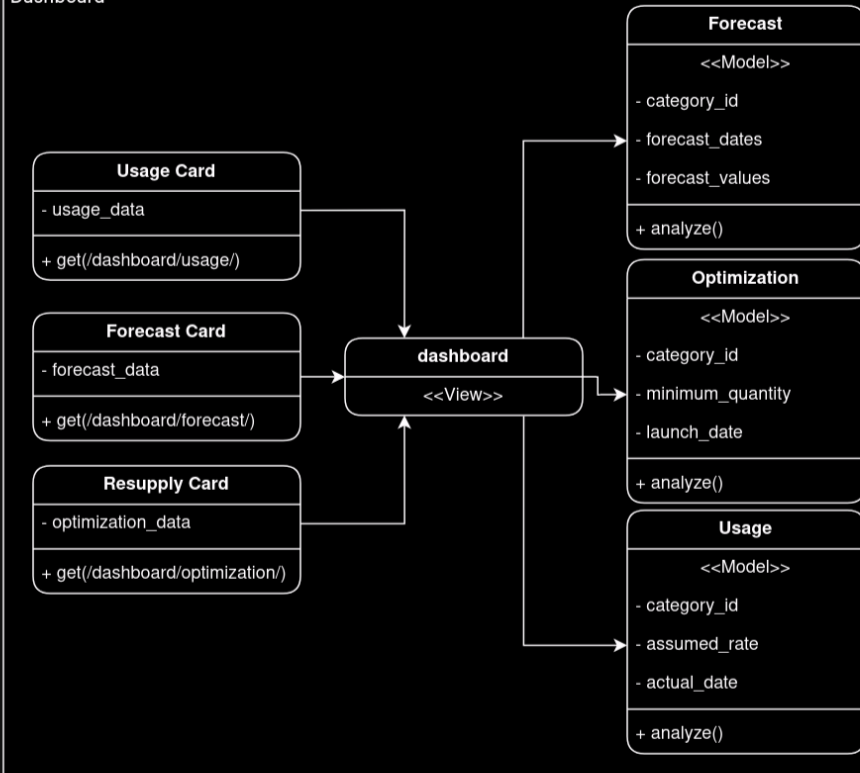 Dashboard
Usage Card
- usage_data
+ get(/dashboard/usage/)
Forecast Card
- forecast_data
+ get(/dashboard/forecast/)
Resupply Card
- optimization_data
+ get(/dashboard/optimization/)
dashboard
<<View>>
Forecast
<<Model>>
- category_id
- forecast_dates
- forecast_values
+ analyze()
Optimization
<<Model>>
- category_id
- minimum_quantity
- launch_date
+ analyze()
Usage
<<Model>>
- category_id
- assumed_rate
- actual_date
+ analyze()